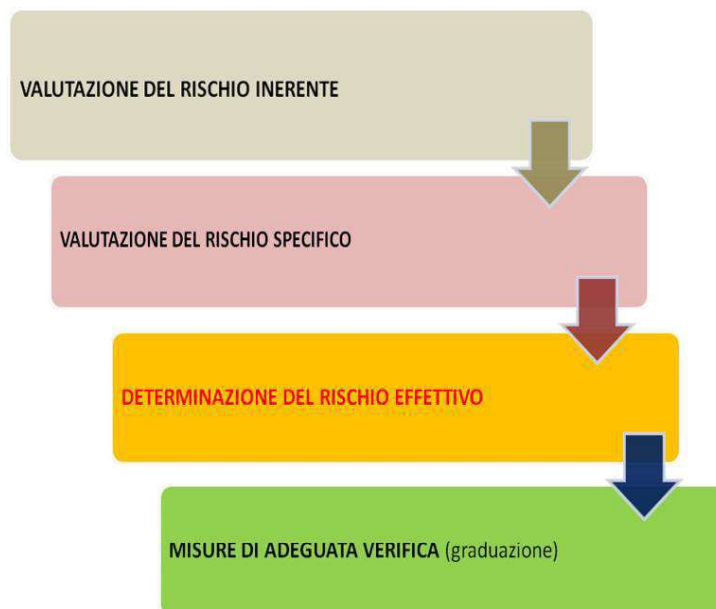 VALUTAZIONE DEL RISCHIO INERENTE
VALUTAZIONE DEL RISCHIO SPECIFICO
DETERMINAZIONE DEL RISCHIO EFFETTIVO
MISURE DI ADEGUATA VERIFICA (graduazione)